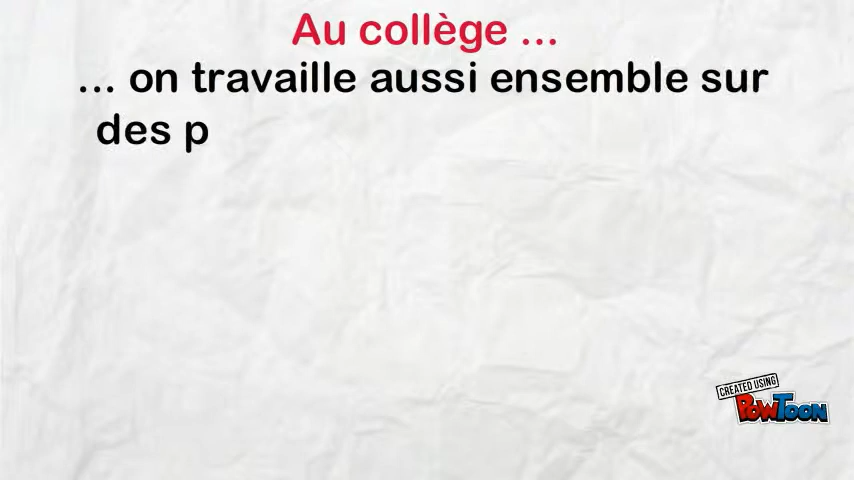 Au collège ...
... on travaille aussi ensemble sur
des p
CREATED USING
POWTOON